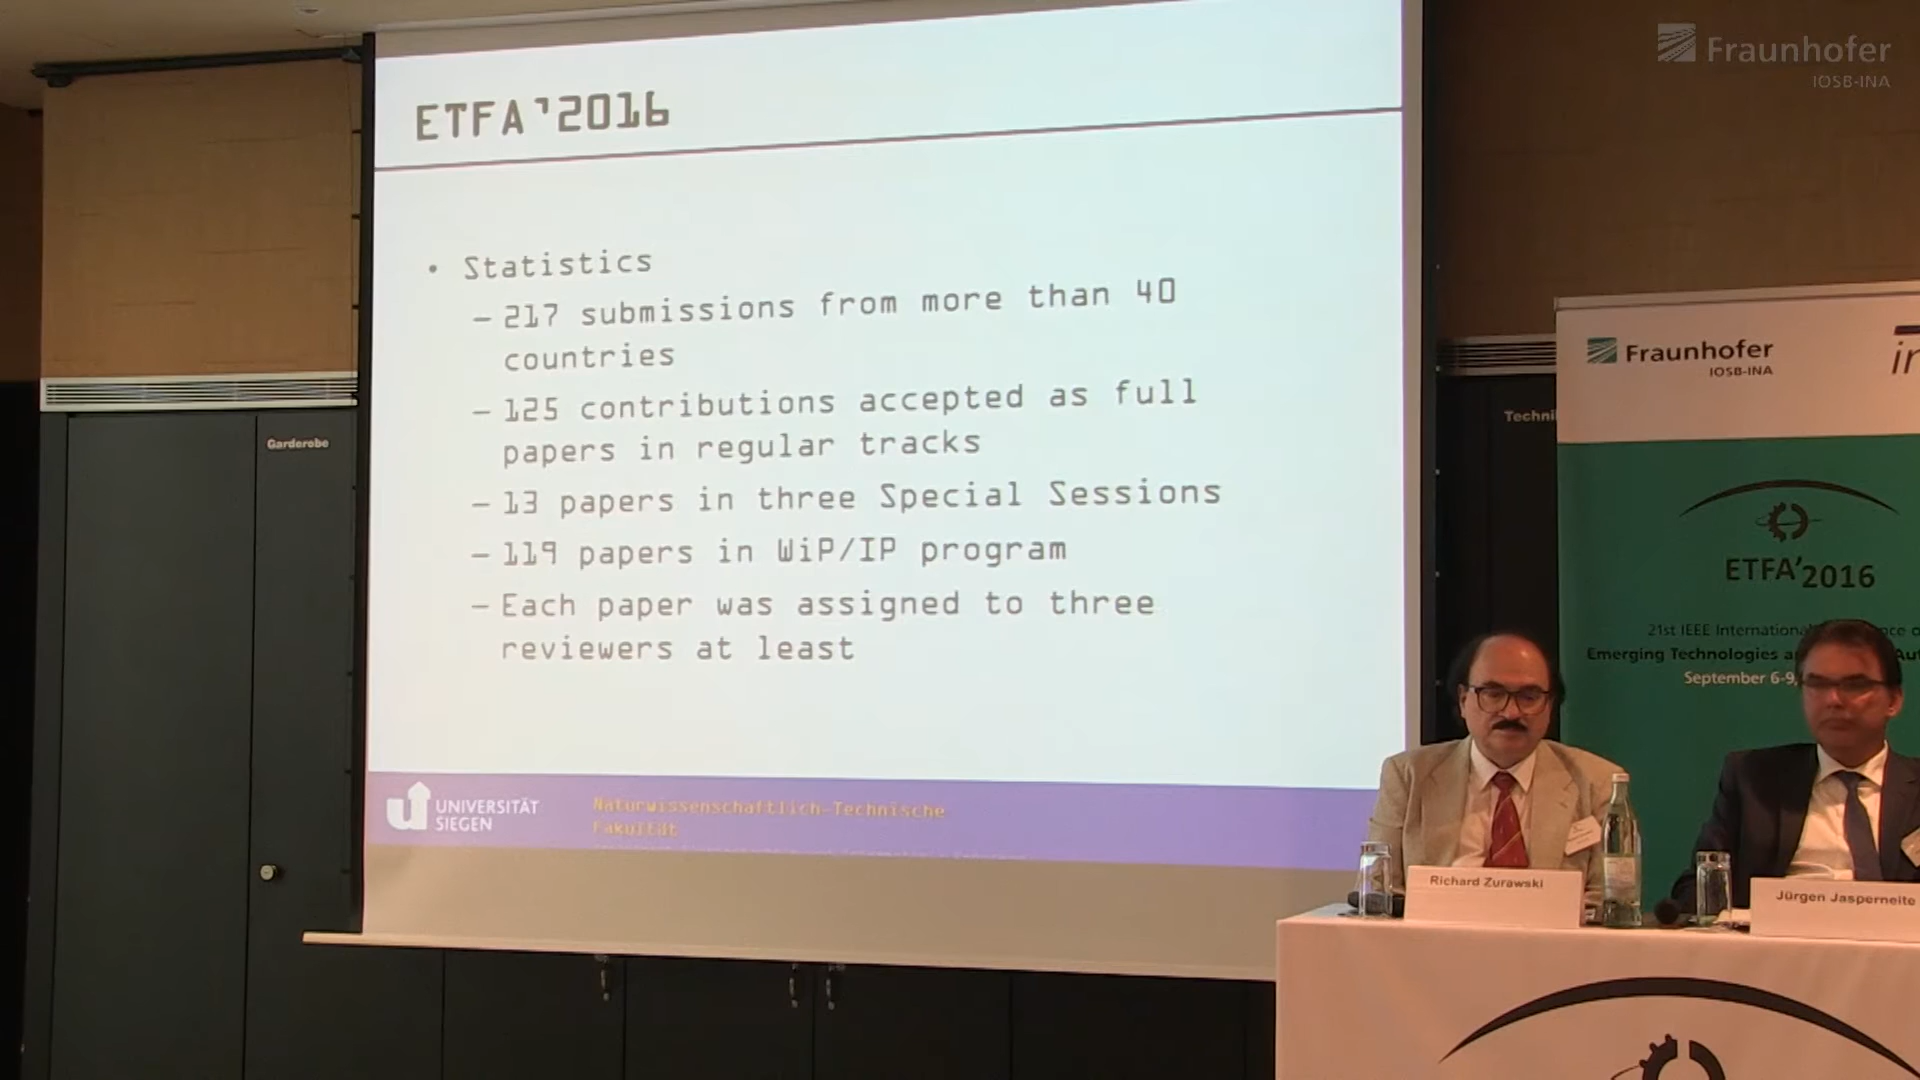 Fraunhofer
IOSB-INA
ETFA'2016
• Statistics
– 217 submissions from more than 40
countries
– 125 contributions accepted as full
papers in regular tracks
– 13 papers in three Special Sessions
– 119 papers in WiP/IP program
– Each paper was assigned to three
reviewers at least
UNIVERSITÄT
SIEGEN
Naturwissenschaftlich-Technische
Fakultät
Garderobe
Techni
Fraunhofer
IOSB-INA
in
ETFA'2016
21st IEEE International
Emerging Technologies
September 6-9,
Richard Zurawski
Jürgen Jasperneite